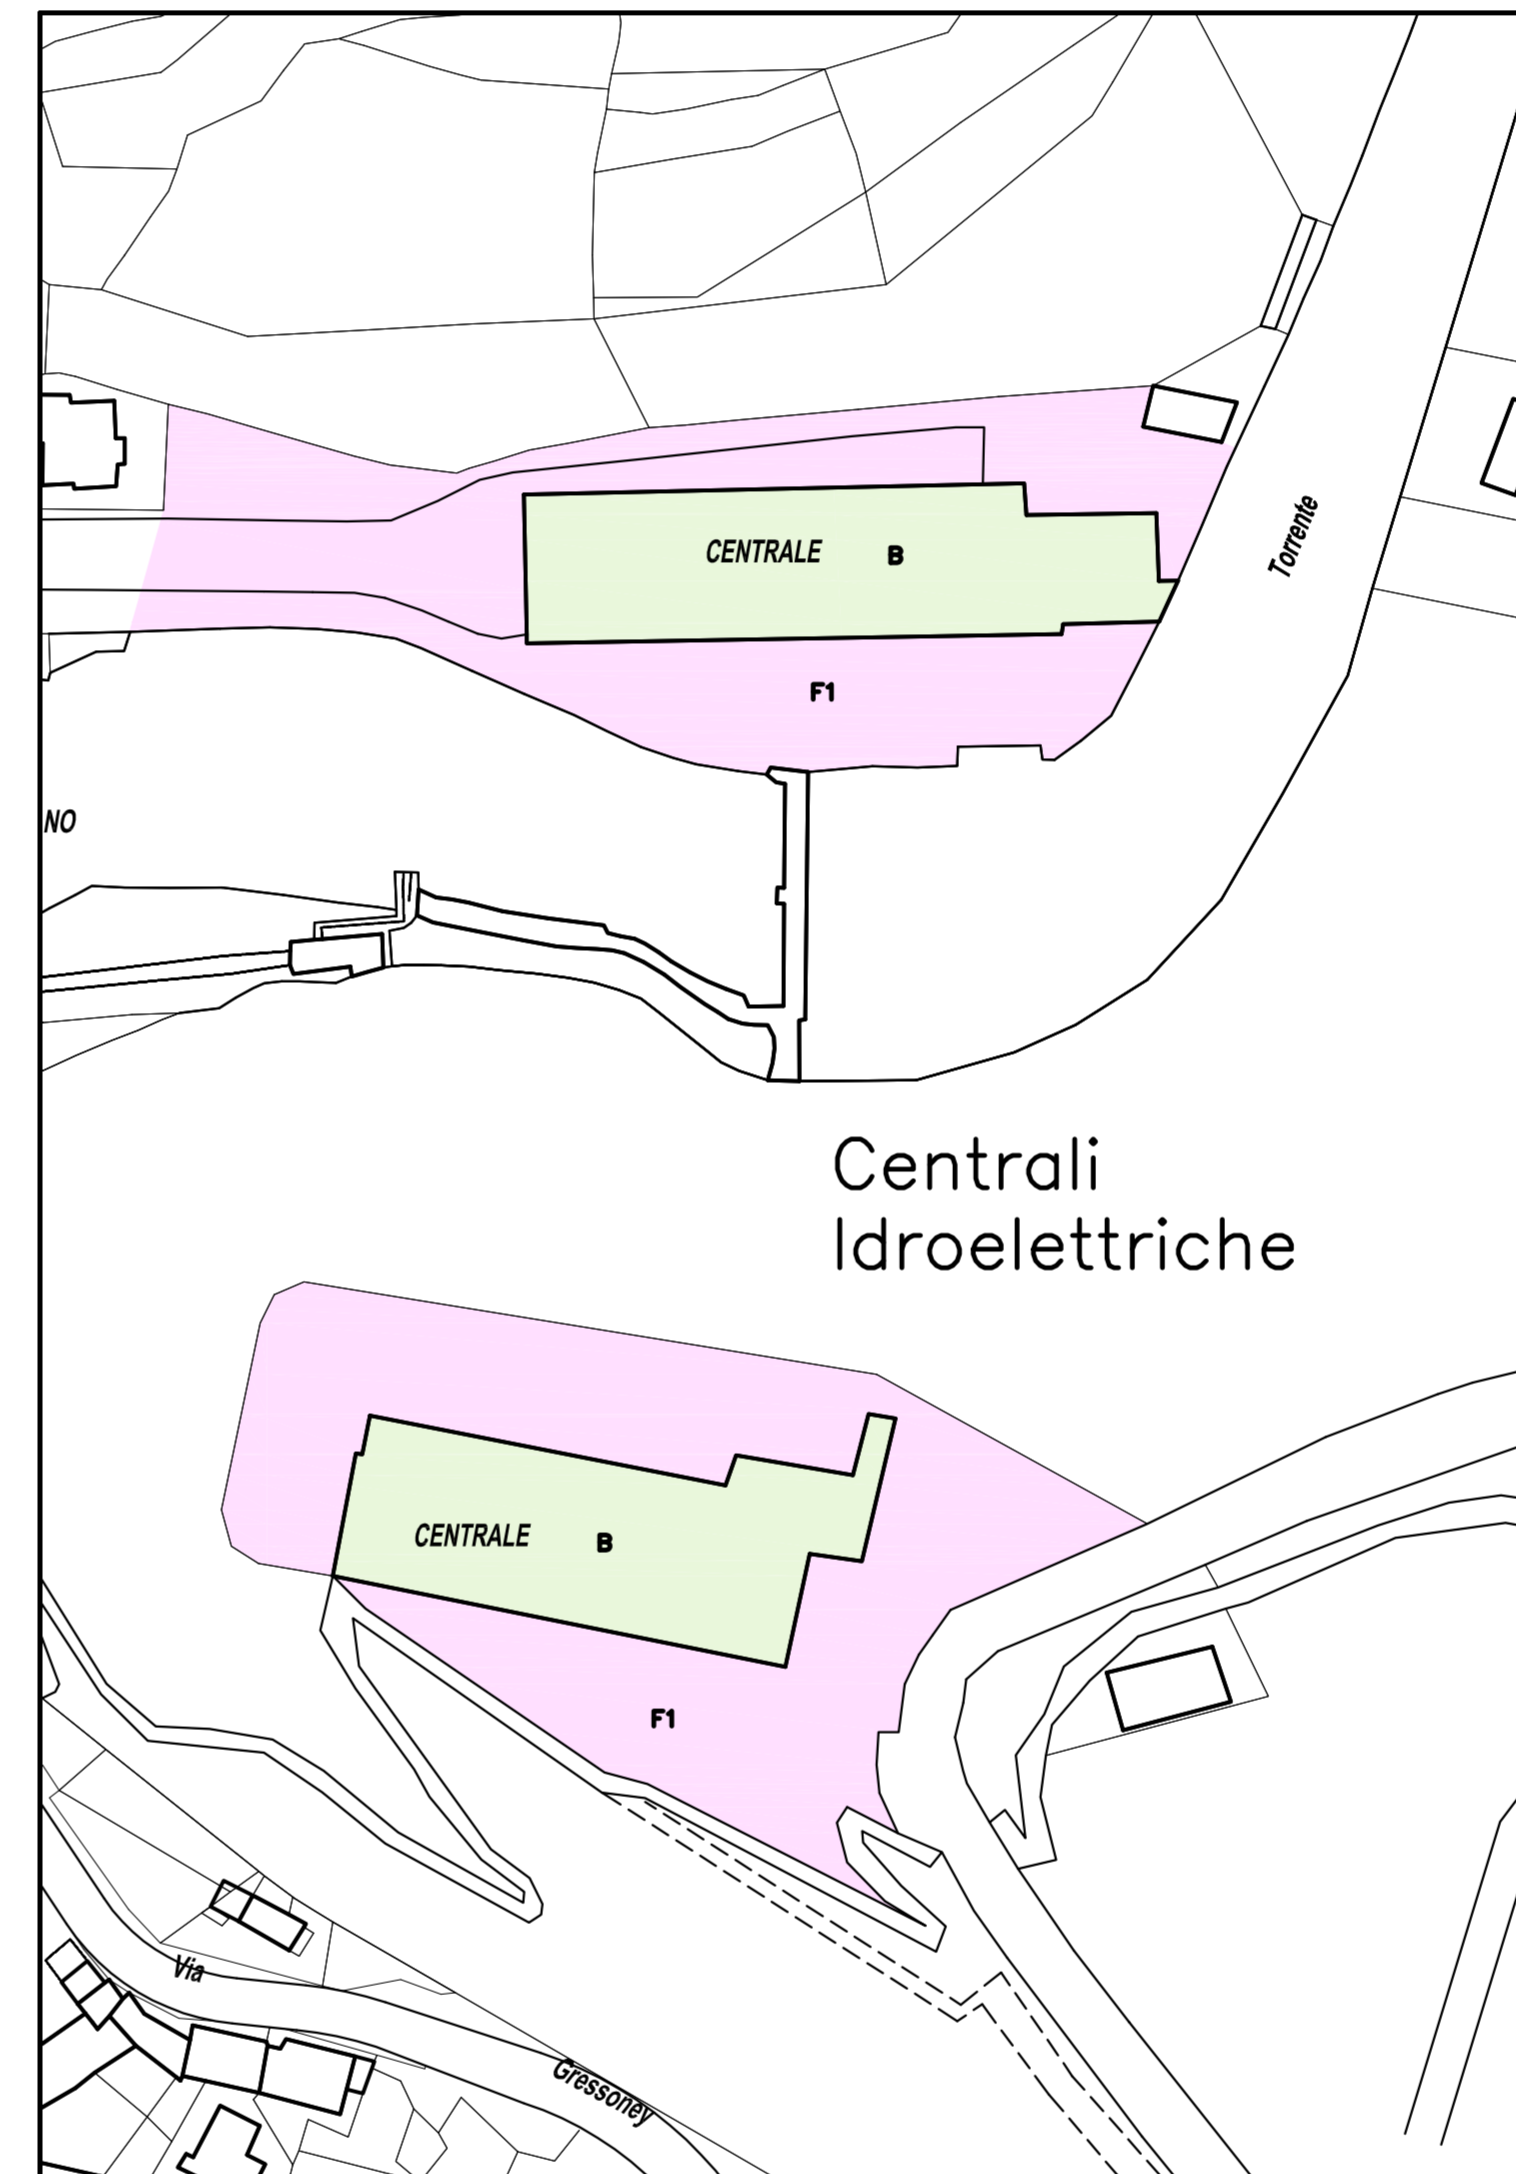 CENTRALE B
Torrente
F1
NO
Centrali
Idroelettriche
CENTRALE B
F1
Via
Gressoney